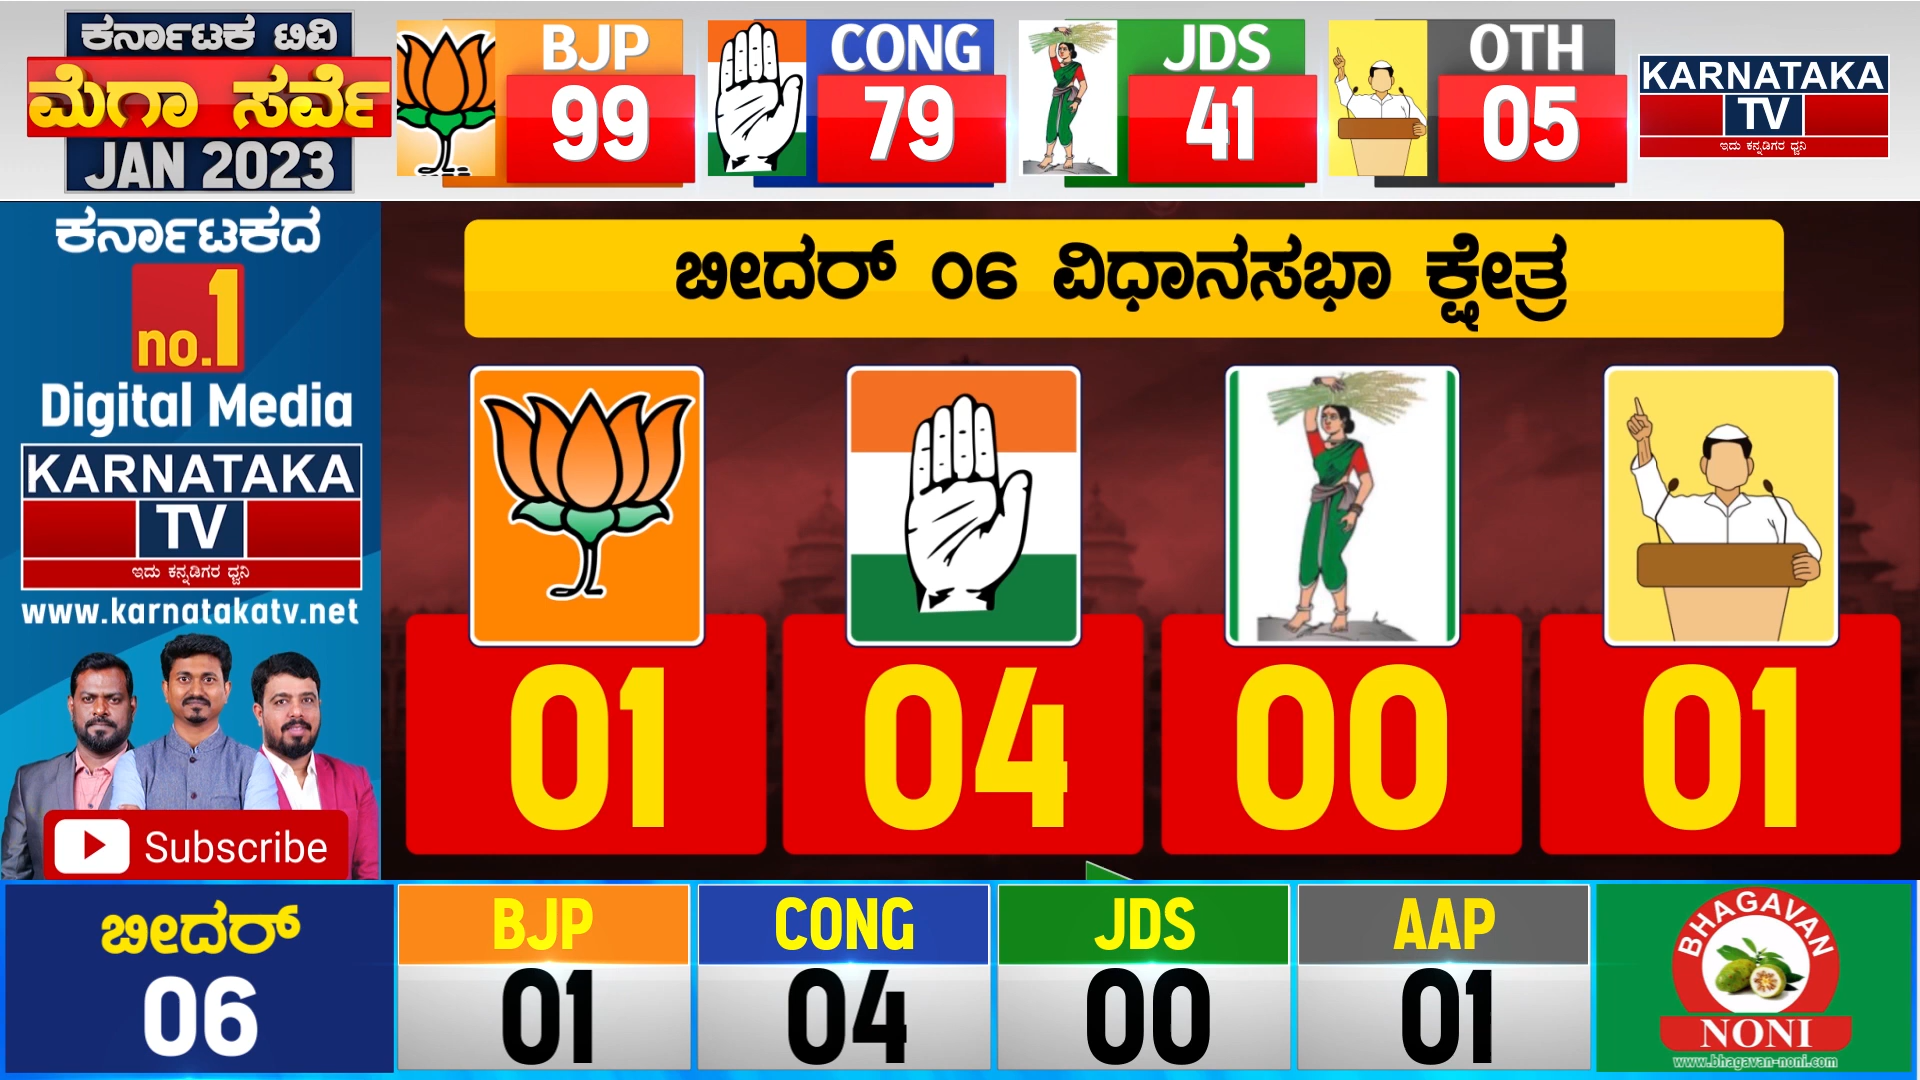 ಕರ್ನಾಟಕ ಟಿವಿ
ಮೆಗಾ ಸರ್ವೆ
JAN 2023
BJP
99
CONG
79
JDS
41
OTH
05
KARNATAKA
TV
ಇದು ಕನ್ನಡಿಗರ ಧ್ವನಿ
ಕರ್ನಾಟಕದ
no.1
Digital Media
KARNATAKA
TV
ಇದು ಕನ್ನಡಿಗರ ಧ್ವನಿ
www.karnatakatv.net
Subscribe
ಬೀದರ್ 06 ವಿಧಾನಸಭಾ ಕ್ಷೇತ್ರ
01
04
00
01
ಬೀದರ್
06
BJP
01
CONG
04
JDS
00
AAP
01
BHAGAVAN
NONI
www.bhagavan-noni.com